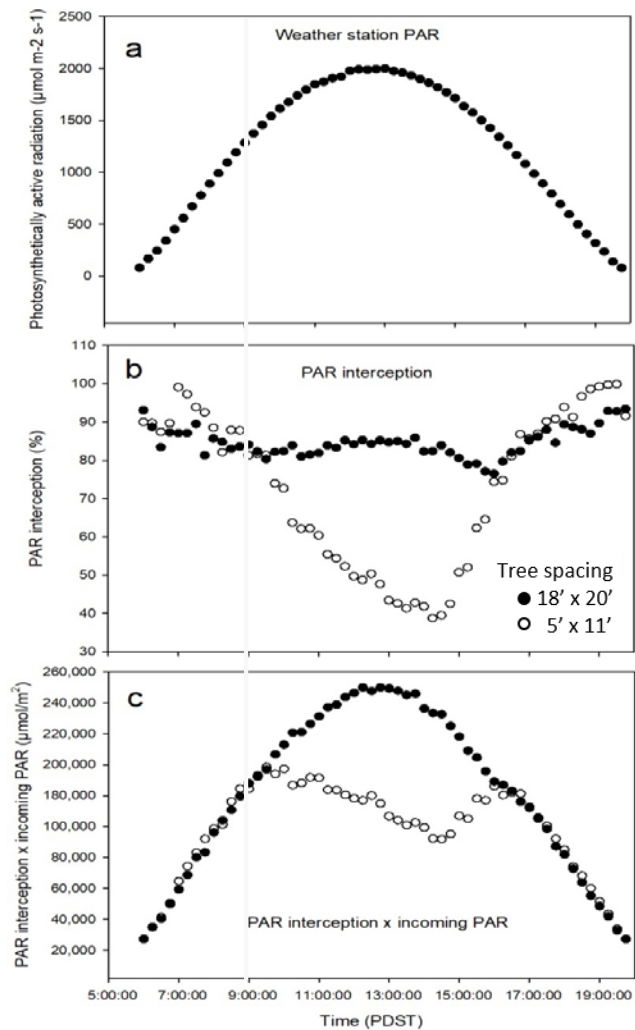 a
Weather station PAR
Photosynthetically active radiation (µmol m-2 s-1)
2500
2000
1500
1000
500
0
b
PAR interception
PAR interception (%)
110
100
90
80
70
60
50
40
30
Tree spacing
18’ x 20’
5’ x 11’
c
PAR interception x incoming PAR (µmol/m²)
260,000
240,000
220,000
200,000
180,000
160,000
140,000
120,000
100,000
80,000
60,000
40,000
20,000
PAR interception x incoming PAR
5:00:00 7:00:00 9:00:00 11:00:00 13:00:00 15:00:00 17:00:00 19:00:00
Time (PDST)